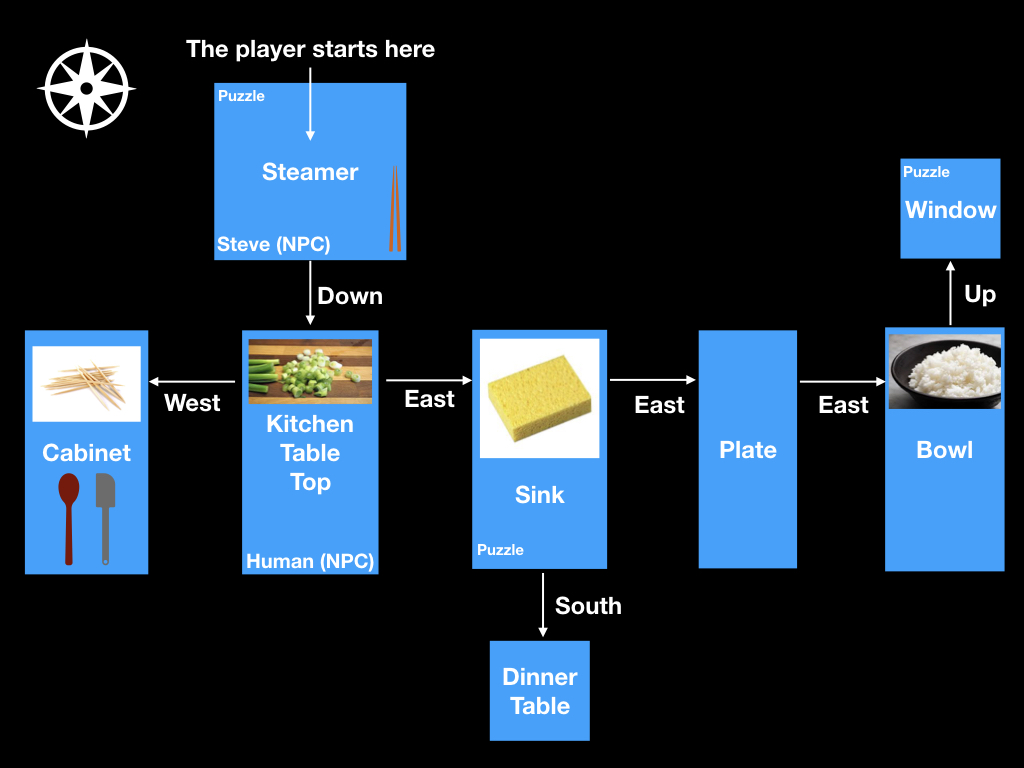 The player starts here
Puzzle
Steamer
Steve (NPC)
Down
Puzzle
Window
Up
West
East
East
East
Cabinet
Kitchen
Table
Top
Human (NPC)
Sink
Puzzle
Plate
Bowl
South
Dinner
Table